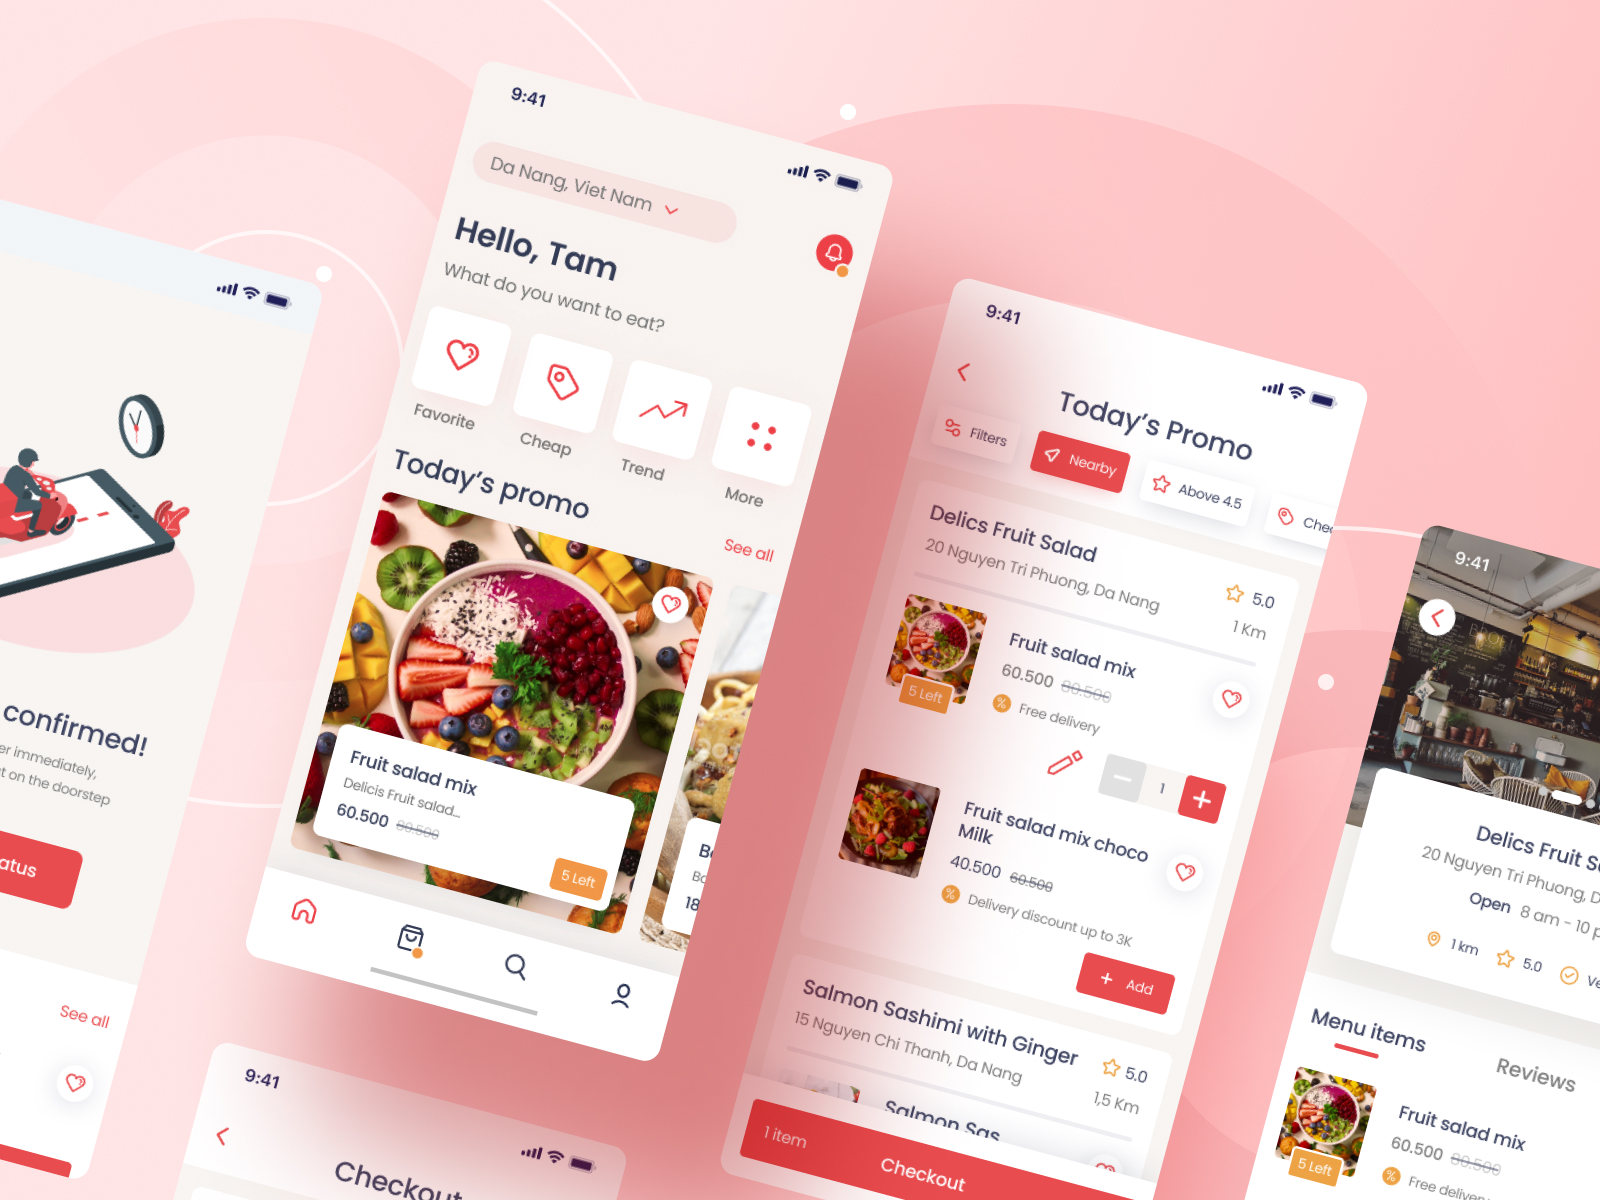 confirmed!
er immediately,
t on the doorstep
atus
See all
9:41
Da Nang, Viet Nam
Hello, Tam
What do you want to eat?
Favorite
Cheap
Trend
More
Today's promo
See all
Fruit salad mix
Delicis Fruit salad...
60.500 80.500
5 Left
Bo
Ba
18
9:41
Checkout
9:41
Today's Promo
Filters
Nearby
Above 4.5
Chea
Delics Fruit Salad
20 Nguyen Tri Phuong, Da Nang
5.0
1 Km
Fruit salad mix
60.500 80.500
Free delivery
5 Left
1
Fruit salad mix choco
Milk
40.500 60.500
Delivery discount up to 3K
Add
Salmon Sashimi with Ginger
15 Nguyen Chi Thanh, Da Nang
5.0
1,5 Km
Salmon Sas
1 item
Checkout
9:41
Delics Fruit S
20 Nguyen Tri Phuong, D
Open 8 am - 10 p
1 km
5.0
Ve
Menu items
Reviews
Fruit salad mix
60.500 80.500
Free delivery
5 Left